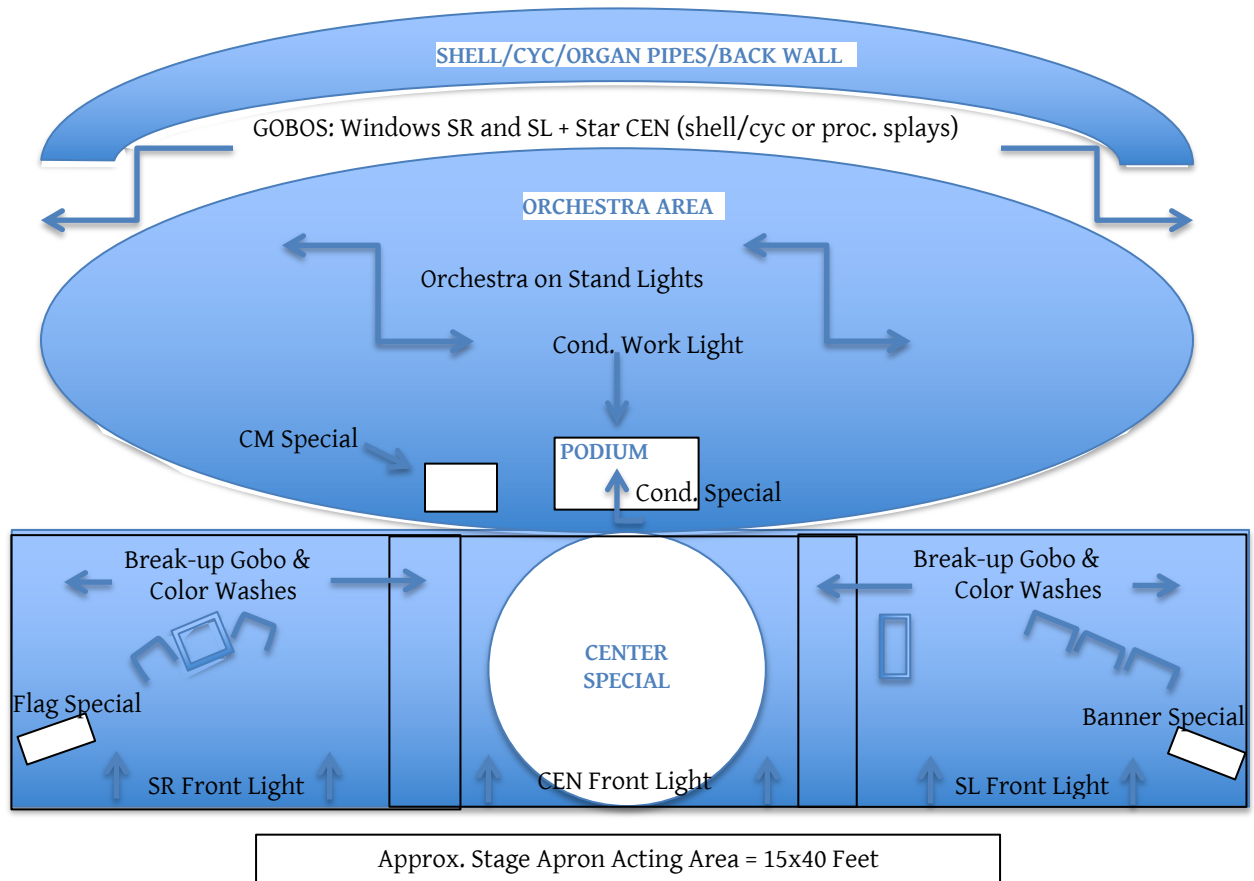 SHELL/CYC/ORGAN PIPES/BACK WALL
GOBOS: Windows SR and SL + Star CEN (shell/cyc or proc. splays)
ORCHESTRA AREA
Orchestra on Stand Lights
Cond. Work Light
CM Special
PODIUM
Cond. Special
Break-up Gobo &
Color Washes
Break-up Gobo &
Color Washes
CENTER
SPECIAL
Flag Special
Banner Special
SR Front Light
CEN Front Light
SL Front Light
Approx. Stage Apron Acting Area = 15x40 Feet